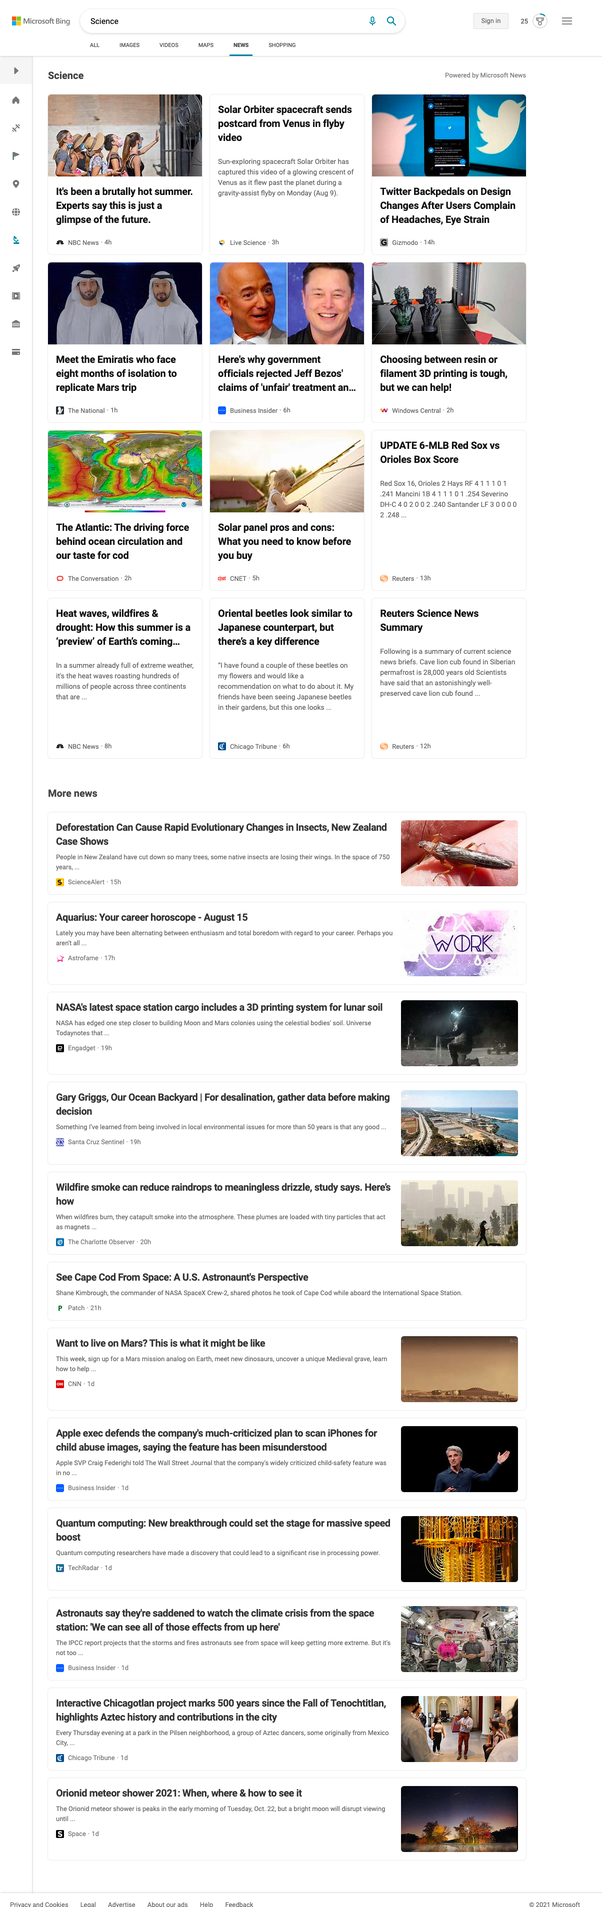 Microsoft Bing
Science
Sign in
25
ALL
IMAGES
VIDEOS
MAPS
NEWS
SHOPPING
Science
Powered by Microsoft News
It's been a brutally hot summer.
Experts say this is just a
glimpse of the future.
NBC News · 4h
Solar Orbiter spacecraft sends
postcard from Venus in flyby
video
Sun-exploring spacecraft Solar Orbiter has
captured this video of a glowing crescent of
Venus as it flew past the planet during a
gravity-assist flyby on Monday (Aug 9).
Live Science · 3h
Twitter Backpedals on Design
Changes After Users Complain
of Headaches, Eye Strain
Gizmodo · 14h
Meet the Emiratis who face
eight months of isolation to
replicate Mars trip
The National · 1h
Here's why government
officials rejected Jeff Bezos'
claims of 'unfair' treatment an...
Business Insider · 6h
Choosing between resin or
filament 3D printing is tough,
but we can help!
Windows Central · 2h
The Atlantic: The driving force
behind ocean circulation and
our taste for cod
The Conversation · 2h
Solar panel pros and cons:
What you need to know before
you buy
CNET · 5h
UPDATE 6-MLB Red Sox vs
Orioles Box Score
Red Sox 16, Orioles 2 Hays RF 4 1 1 1 0 1
.241 Mancini 1B 4 1 1 1 0 1 .254 Severino
DH-C 4 0 2 0 0 2 .240 Santander LF 3 0 0 0 0
2 .248 ...
Reuters · 13h
Heat waves, wildfires &
drought: How this summer is a
'preview' of Earth's coming...
In a summer already full of extreme weather,
it's the heat waves roasting hundreds of
millions of people across three continents
that are ...
NBC News · 8h
Oriental beetles look similar to
Japanese counterpart, but
there's a key difference
"I have found a couple of these beetles on
my flowers and would like a
recommendation on what to do about it. My
friends have been seeing Japanese beetles
in their gardens, but this one looks ...
Chicago Tribune · 6h
Reuters Science News
Summary
Following is a summary of current science
news briefs. Cave lion cub found in Siberian
permafrost is 28,000 years old Scientists
have said that an astonishingly well-
preserved cave lion cub found ...
Reuters · 12h
More news
Deforestation Can Cause Rapid Evolutionary Changes in Insects, New Zealand
Case Shows
People in New Zealand have cut down so many trees, some native insects are losing their wings. In the space of 750
years, ...
ScienceAlert · 15h
Aquarius: Your career horoscope - August 15
Lately you may have been alternating between enthusiasm and total boredom with regard to your career. Perhaps you
aren't all ...
Astrofame · 17h
WORK
NASA's latest space station cargo includes a 3D printing system for lunar soil
NASA has edged one step closer to building Moon and Mars colonies using the celestial bodies' soil. Universe
Todaynotes that ...
Engadget · 19h
Gary Griggs, Our Ocean Backyard | For desalination, gather data before making
decision
Something I've learned from being involved in local environmental issues for more than 50 years is that any good ...
Santa Cruz Sentinel · 19h
Wildfire smoke can reduce raindrops to meaningless drizzle, study says. Here's
how
When wildfires burn, they catapult smoke into the atmosphere. These plumes are loaded with tiny particles that act
as magnets ...
The Charlotte Observer · 20h
See Cape Cod From Space: A U.S. Astronaut's Perspective
Shane Kimbrough, the commander of NASA SpaceX Crew-2, shared photos he took of Cape Cod while aboard the International Space Station.
Patch · 21h
Want to live on Mars? This is what it might be like
This week, sign up for a Mars mission analog on Earth, meet new dinosaurs, uncover a unique Medieval grave, learn
how to help ...
CNN · 1d
Apple exec defends the company's much-criticized plan to scan iPhones for
child abuse images, saying the feature has been misunderstood
Apple SVP Craig Federighi told The Wall Street Journal that the company's widely criticized child-safety feature was
in no ...
Business Insider · 1d
Quantum computing: New breakthrough could set the stage for massive speed
boost
Quantum computing researchers have made a discovery that could lead to a significant rise in processing power.
TechRadar · 1d
Astronauts say they're saddened to watch the climate crisis from the space
station: 'We can see all of those effects from up here'
The IPCC report projects that the storms and fires astronauts see from space will keep getting more extreme. But it's
not too ...
Business Insider · 1d
Interactive Chicagotlan project marks 500 years since the Fall of Tenochtitlan,
highlights Aztec history and contributions in the city
Every Thursday evening at a park in the Pilsen neighborhood, a group of Aztec dancers, some originally from Mexico
City, ...
Chicago Tribune · 1d
Orionid meteor shower 2021: When, where & how to see it
The Orionid meteor shower is peaks in the early morning of Tuesday, Oct. 22, but a bright moon will disrupt viewing
until ...
Space · 1d
Privacy and Cookies
Legal
Advertise
About our ads
Help
Feedback
© 2021 Microsoft